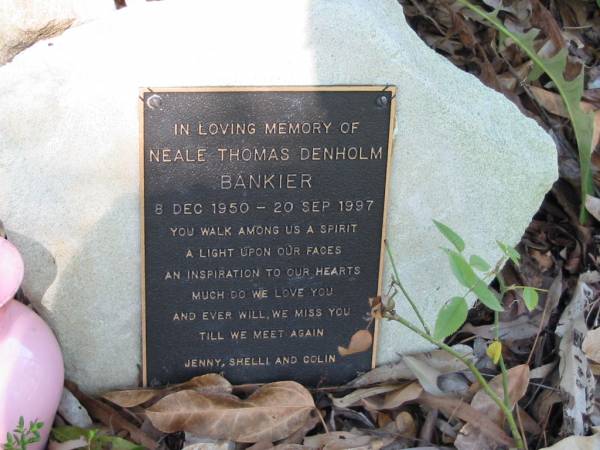 IN LOVING MEMORY OF
NEALE THOMAS DENHOLM
BANKIER
8 DEC 1950 – 20 SEP 1997
YOU WALK AMONG US A SPIRIT
A LIGHT UPON OUR FACES
AN INSPIRATION TO OUR HEARTS
MUCH DO WE LOVE YOU
AND EVER WILL, WE MISS YOU
TILL WE MEET AGAIN
JENNY, SHELLI, AND COLIN